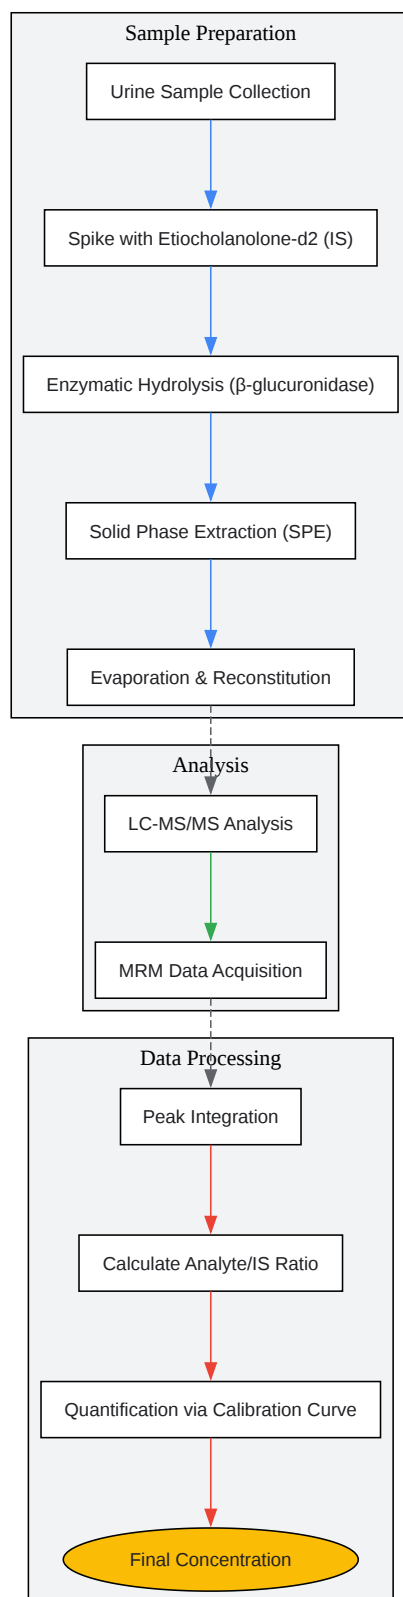 Sample Preparation
Urine Sample Collection
Spike with Etiocholanolone-d2 (IS)
Enzymatic Hydrolysis (β-glucuronidase)
Solid Phase Extraction (SPE)
Evaporation & Reconstitution
Analysis
LC-MS/MS Analysis
MRM Data Acquisition
Data Processing
Peak Integration
Calculate Analyte/IS Ratio
Quantification via Calibration Curve
Final Concentration